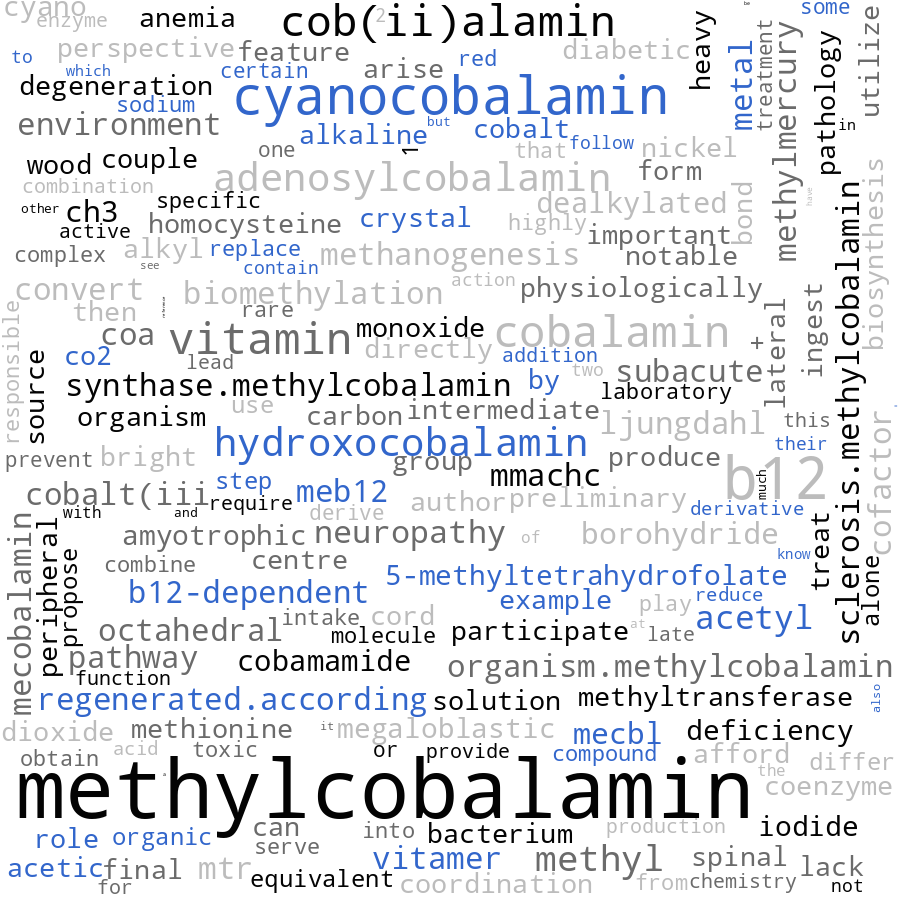 cyano
enzyme
anemia
2
cob(ii)alamin
heavy
some
to
perspective
feature
diabetic
metal
treatment
utilize
which
certain
arise
red
degeneration
sodium
cyanocobalamin
methylmercury
pathology
environment
alkaline
but
cobalt
follow
in
wood
couple
one
1
that
nickel
combination
adenosylcobalamin
form
have
biosynthesis
other
ch3
specific
dealkylated
bond
active
homocysteine
crystal
highly
important
complex
alkyl
replace
methanogenesis
notable
see
contain
convert
biomethylation
action
physiologically
then
rare
lateral
ingest
sclerosis.methylcobalamin
responsible
coa
vitamin
monoxide
cobalamin
+
source
co2
lead
directly
addition
synthase.methylcobalamin
by
two
subacute
laboratory
organism
use
carbon
intermediate
ljungdahl
this
cofactor
prevent
bright
hydroxocobalamin
their
group
produce
cobalt(iii
step
meb12
mmachc
b12
much
with
and
require
derive
author
preliminary
derivative
mecobalamin
peripheral
propose
amyotrophic
neuropathy
of
borohydride
treat
alone
combine
centre
know
b12-dependent
5-methyltetrahydrofolate
reduce
example
play
acetyl
octahedral
intake
cord
molecule
participate
at
late
pathway
cobamamide
organism.methylcobalamin
function
regenerated.according
solution
methyltransferase
also
dioxide
methionine
it
megaloblastic
mecbl
deficiency
obtain
acid
toxic
or
provide
compound
afford
differ
methylcobalamin
the
coenzyme
role
organic
can
into
bacterium
production
iodide
serve
acetic
final
mtr
vitamer
methyl
spinal
lack
for
equivalent
coordination
from
chemistry
not